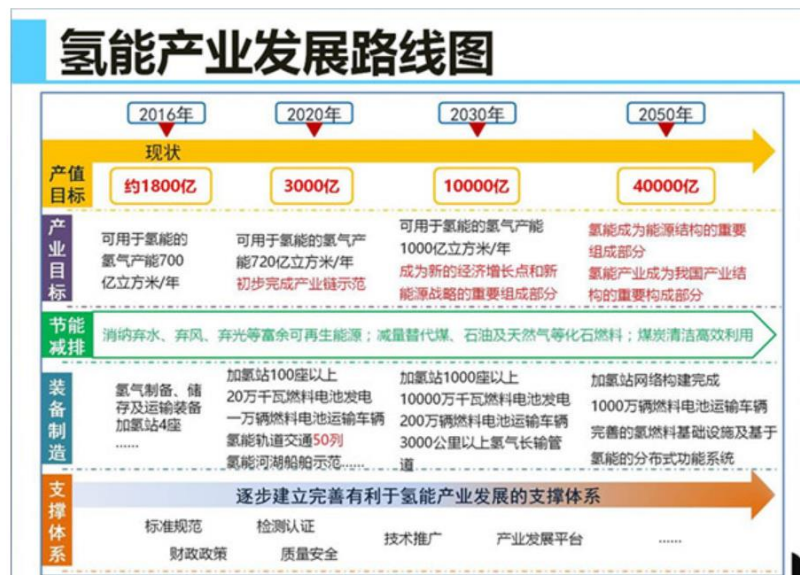 氢能产业发展路线图
2016年
2020年
2030年
2050年
现状
产值
目标
约1800亿
3000亿
10000亿
40000亿
产业目标
可用于氢能的
氢气产能700
亿立方米/年
可用于氢能的氢气产
能720亿立方米/年
初步完成产业链示范
可用于氢能的氢气产能
1000亿立方米/年
成为新的经济增长点和新
能源战略的重要组成部分
氢能成为能源结构的重要
组成部分
氢能产业成为我国产业结
构的重要构成部分
节能
减排
消纳弃水、弃风、弃光等富余可再生能源；减量替代煤、石油及天然气等化石燃料；煤炭清洁高效利用
装备制造
氢气制备、储
存及运输装备
加氢站4座
......
加氢站100座以上
20万千瓦燃料电池发电
一万辆燃料电池运输车辆
氢能轨道交通50列
氢能河湖船舶示范......
加氢站1000座以上
10000万千瓦燃料电池发电
200万辆燃料电池运输车辆
3000公里以上氢气长输管
道
加氢站网络构建完成
1000万辆燃料电池运输车辆
完善的氢燃料基础设施及基于
氢能的分布式功能系统
支撑体系
逐步建立完善有利于氢能产业发展的支撑体系
标准规范
检测认证
技术推广
产业发展平台
......
财政政策
质量安全